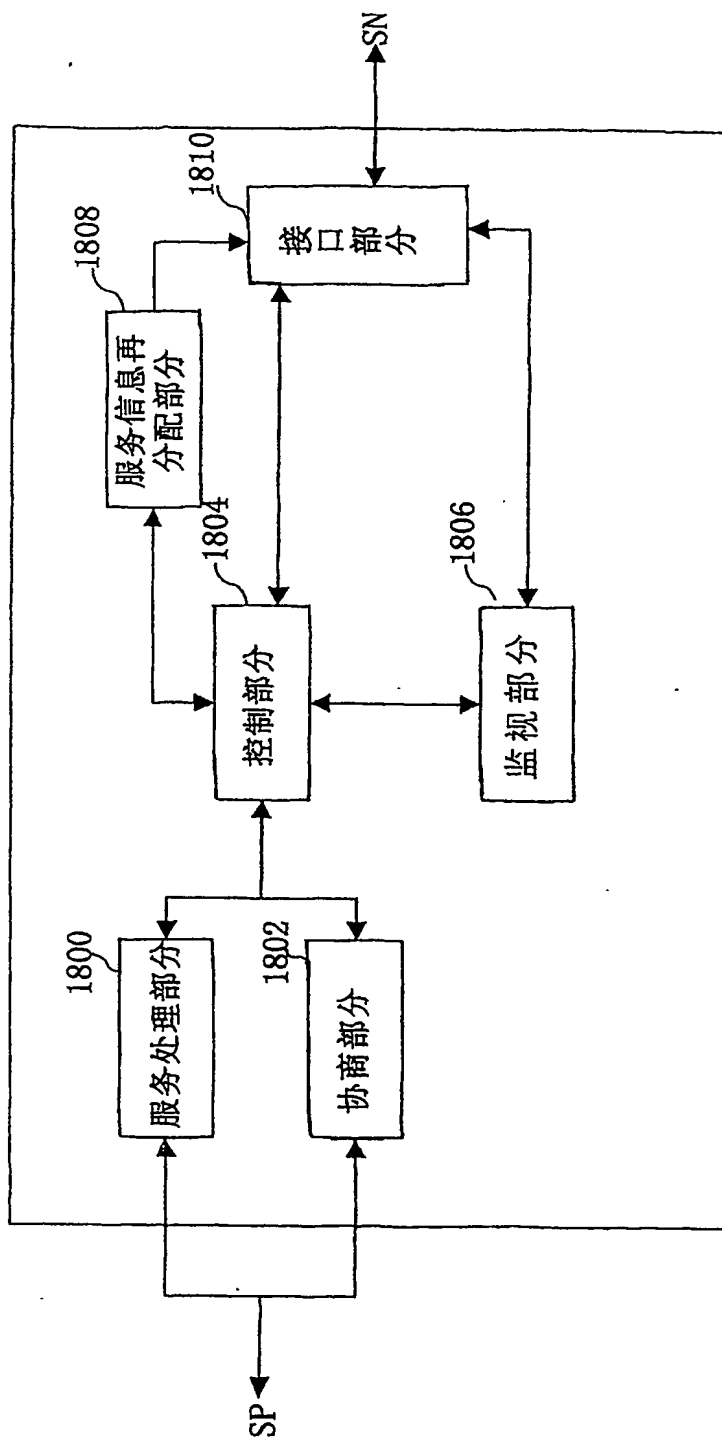 SP
1800
服务处理部分
1802
协商部分
1804
控制部分
1806
监视部分
1808
服务信息再
分配部分
1810
接口部分
SN